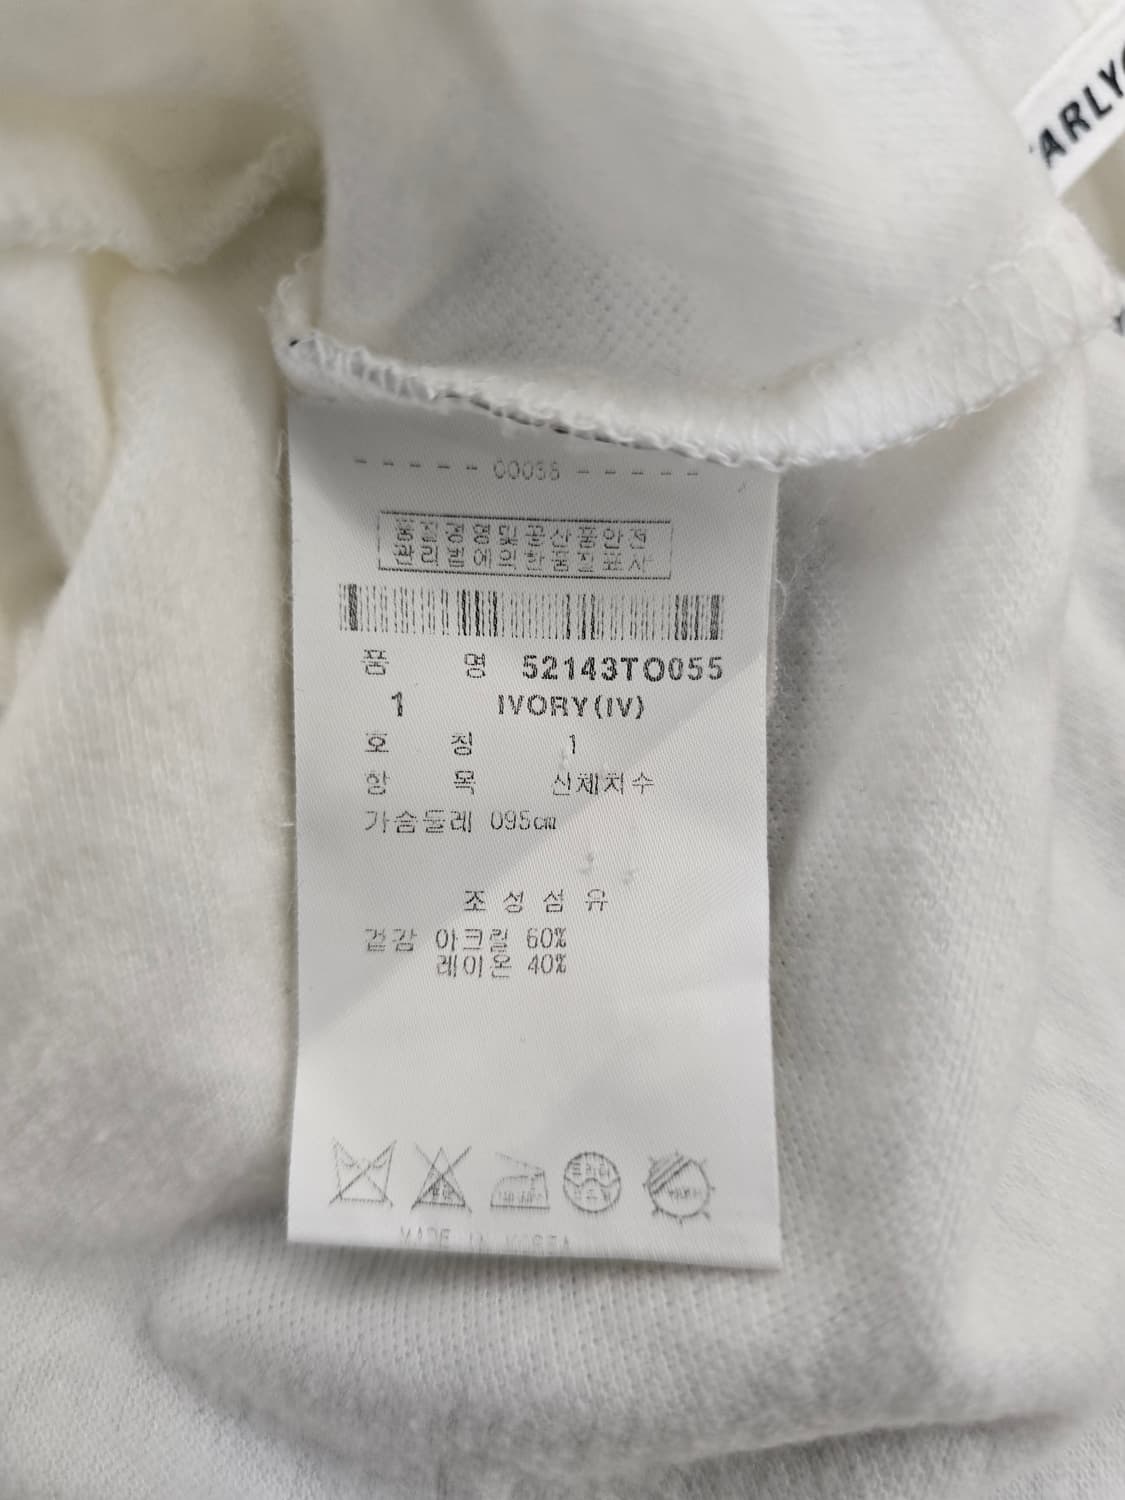 ARLY
- - - - - 00038 - - - - -
품질경영및공산품안전
관리법에의한품질표시
품 명 52143TO055
1 IVORY(IV)
호 칭 1
항 목 신체치수
가슴둘레 095㎝
조 성 섬 유
겉감 아크릴 60%
레이온 40%
MADE IN KOREA